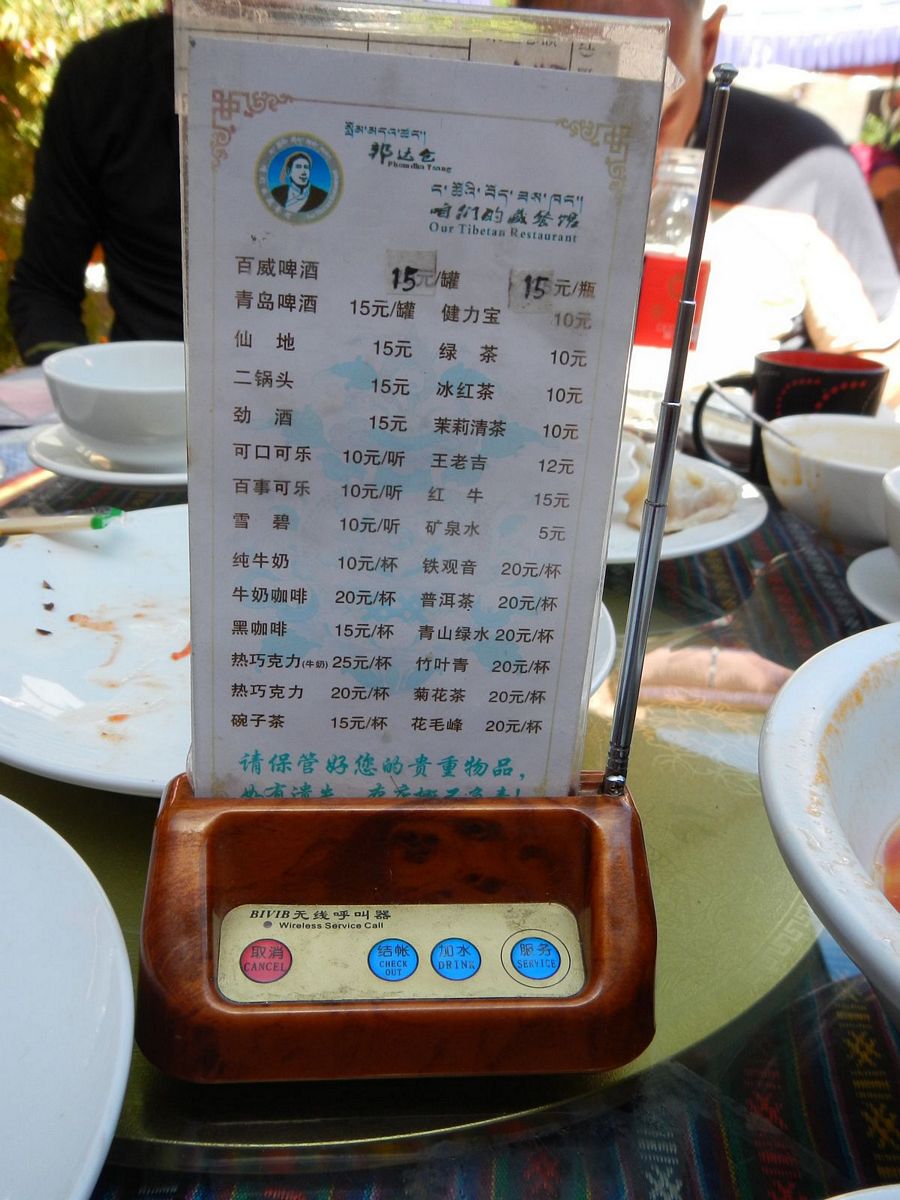 邦达仓
Phomdha Tsang
咱们的藏餐馆
Our Tibetan Restaurant
百威啤酒 15元/罐 15元/瓶
青岛啤酒 15元/罐 健力宝 10元
仙 地 15元 绿 茶 10元
二锅头 15元 冰红茶 10元
劲 酒 15元 茉莉清茶 10元
可口可乐 10元/听 王老吉 12元
百事可乐 10元/听 红 牛 15元
雪 碧 10元/听 矿泉水 5元
纯牛奶 10元/杯 铁观音 20元/杯
牛奶咖啡 20元/杯 普洱茶 20元/杯
黑咖啡 15元/杯 青山绿水 20元/杯
热巧克力(牛奶) 25元/杯 竹叶青 20元/杯
热巧克力 20元/杯 菊花茶 20元/杯
碗子茶 15元/杯 花毛峰 20元/杯
请保管好您的贵重物品,
BIVIB 无线呼叫器
Wireless Service Call
取消 CANCEL
结帐 CHECK OUT
加水 DRINK
服务 SERVICE